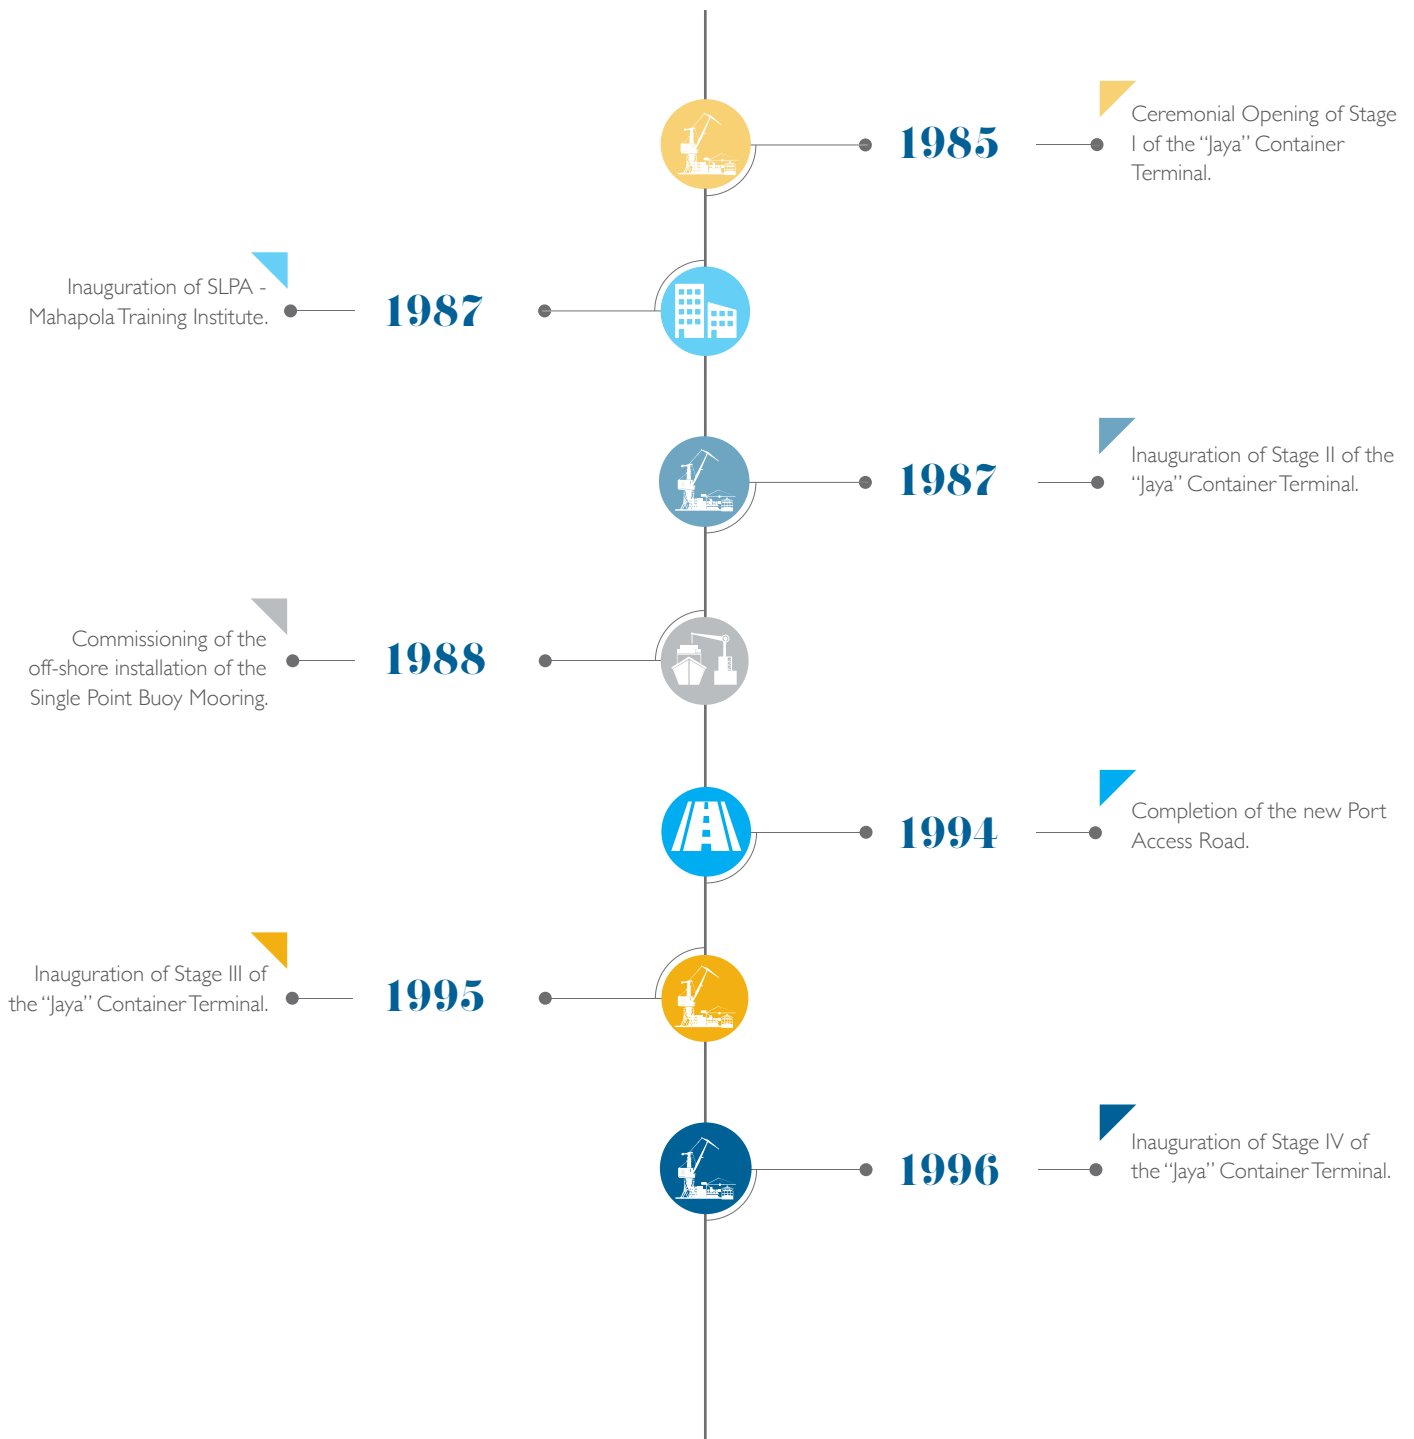 1985
Ceremonial Opening of Stage
I of the “Jaya” Container
Terminal.
Inauguration of SLPA -
Mahapola Training Institute.
1987
1987
Inauguration of Stage II of the
“Jaya” Container Terminal.
Commissioning of the
off-shore installation of the
Single Point Buoy Mooring.
1988
1994
Completion of the new Port
Access Road.
Inauguration of Stage III of
the “Jaya” Container Terminal.
1995
1996
Inauguration of Stage IV of
the “Jaya” Container Terminal.